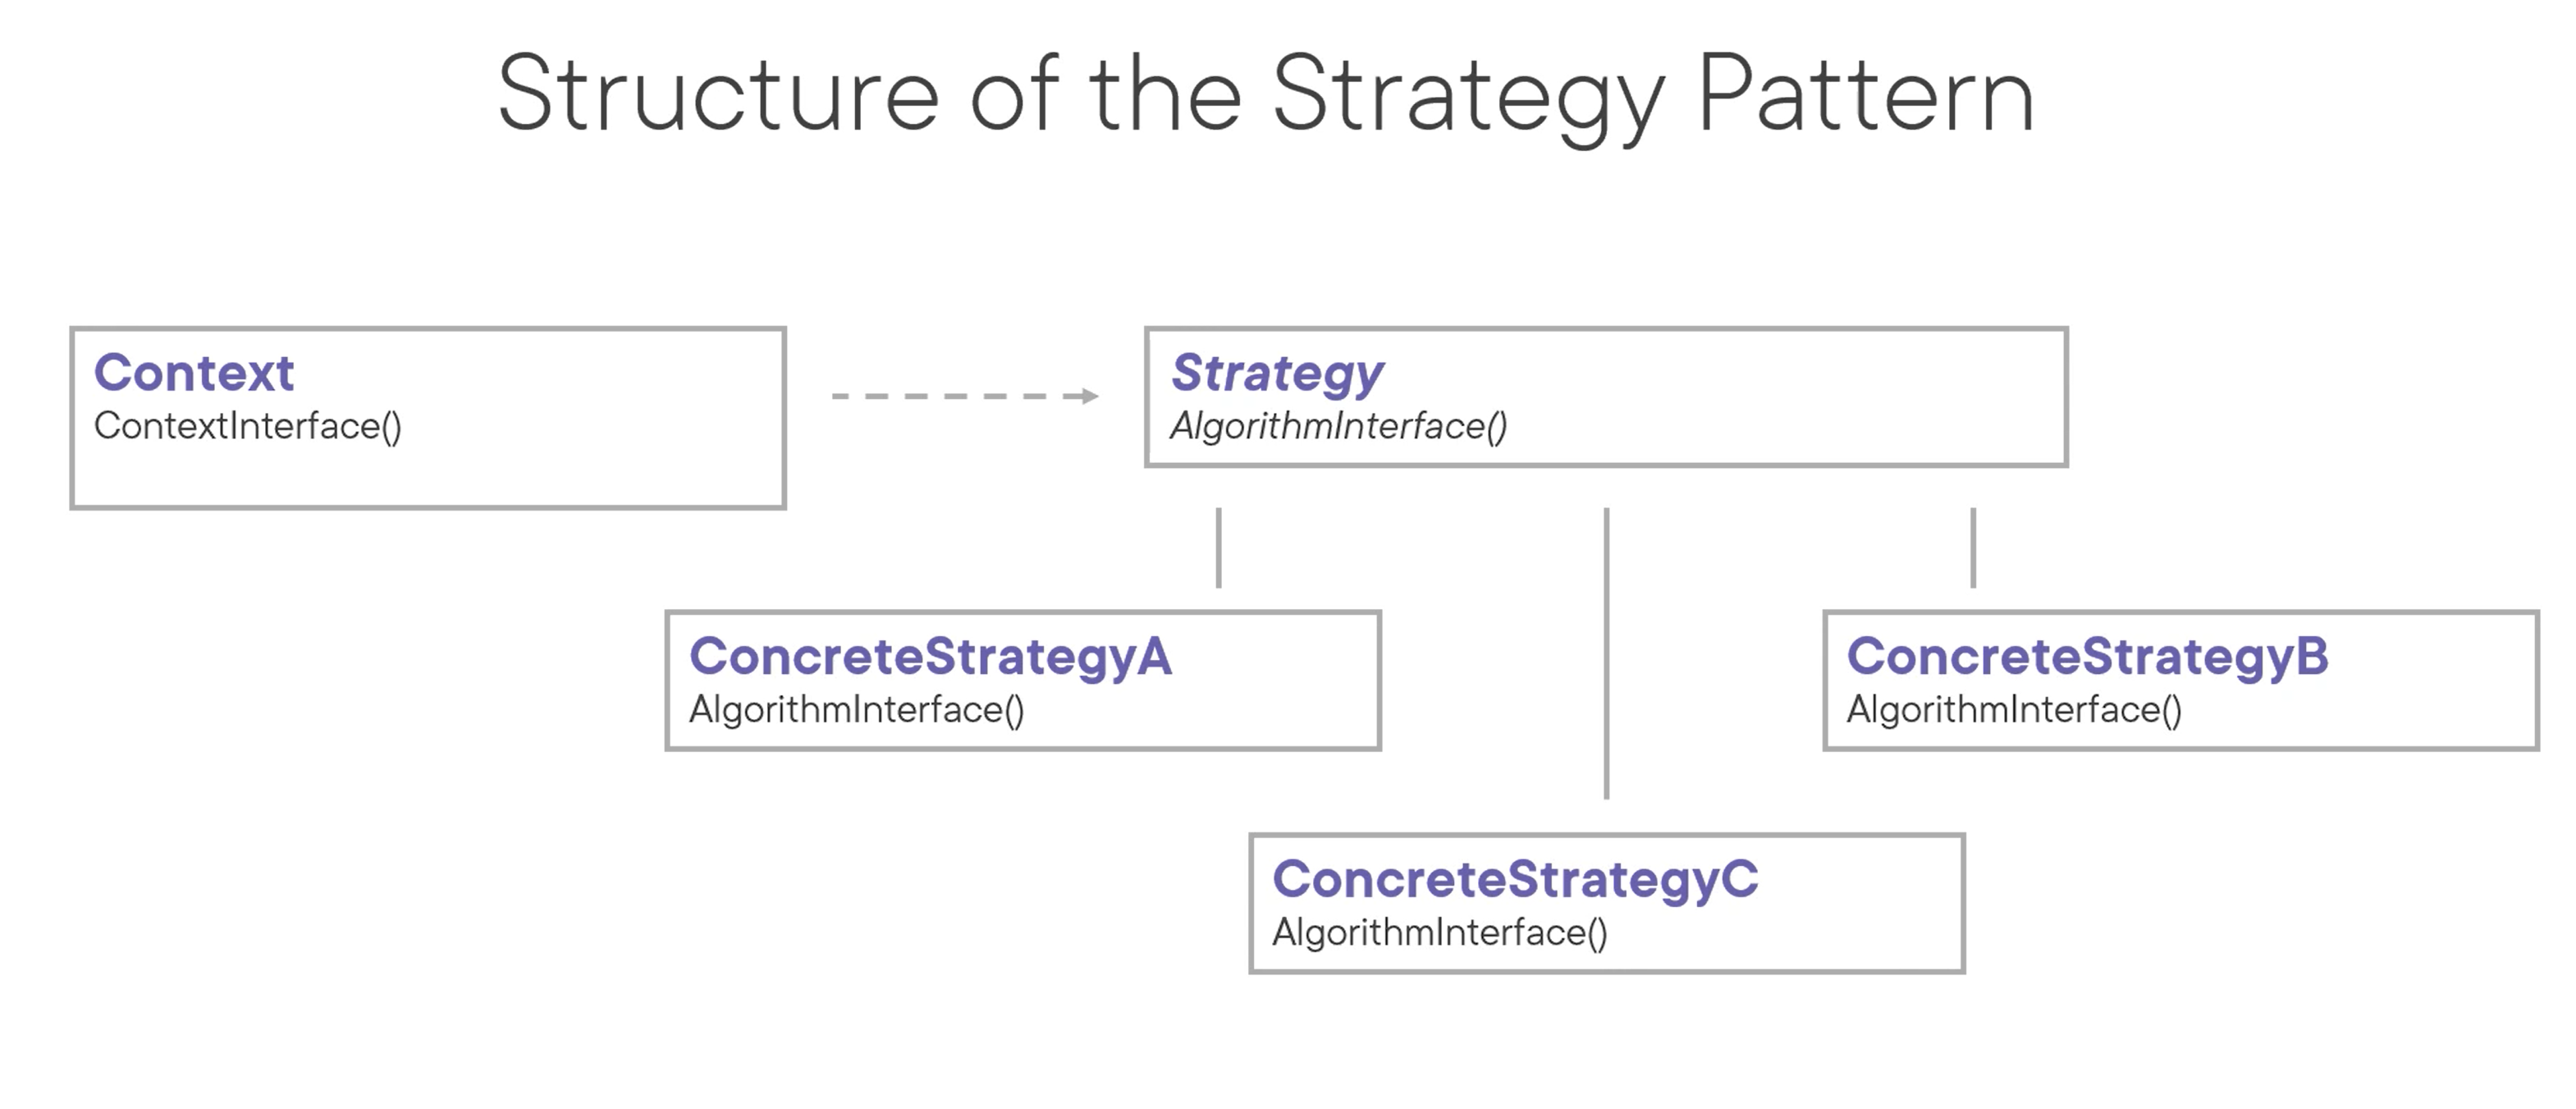 Structure of the Strategy Pattern
Context
ContextInterface()
Strategy
AlgorithmInterface()
ConcreteStrategyA
AlgorithmInterface()
ConcreteStrategyB
AlgorithmInterface()
ConcreteStrategyC
AlgorithmInterface()